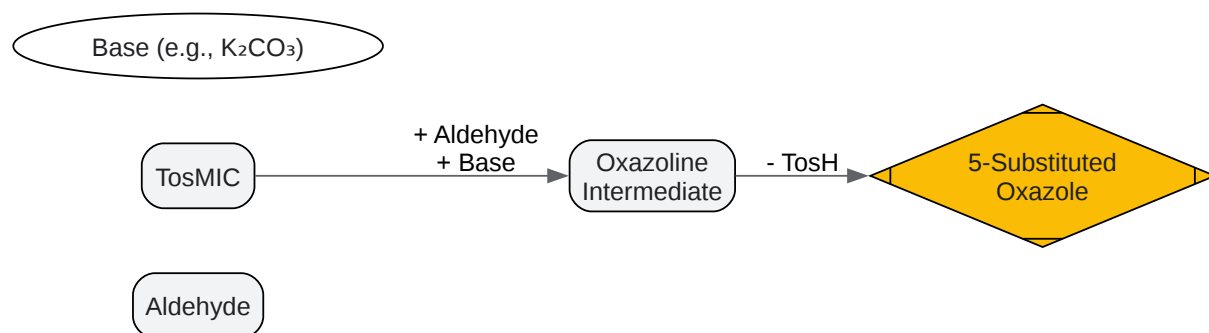 Base (e.g., K₂CO₃)
TosMIC
+ Aldehyde
+ Base
Oxazoline
Intermediate
- TosH
5-Substituted
Oxazole
Aldehyde